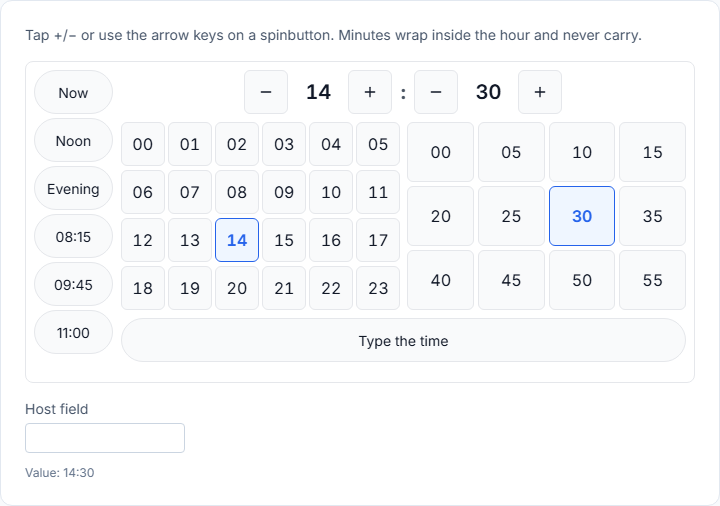 Tap +/− or use the arrow keys on a spinbutton. Minutes wrap inside the hour and never carry.
Now
Noon
Evening
08:15
09:45
11:00
− 14 + : − 30 +
00 01 02 03 04 05
06 07 08 09 10 11
12 13 14 15 16 17
18 19 20 21 22 23
00 05 10 15
20 25 30 35
40 45 50 55
Type the time
Host field
Value: 14:30